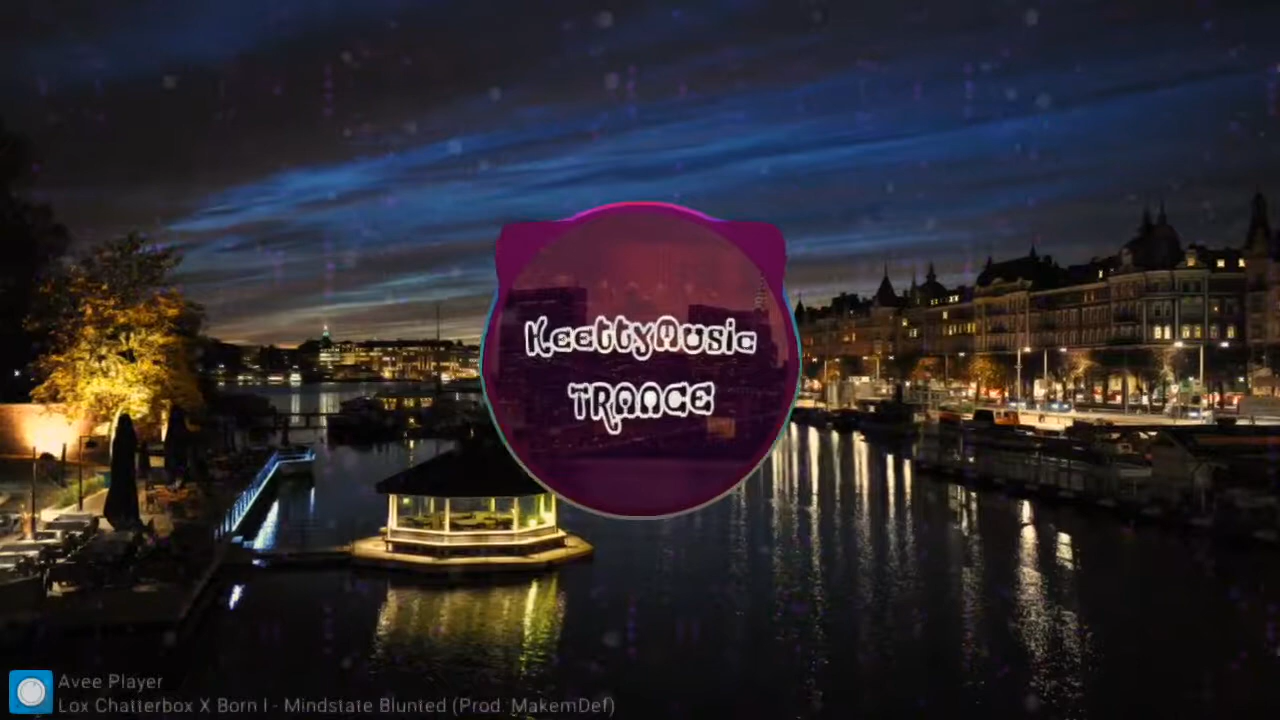 KeettyMusic
TRANCE
Avee Player
Lox Chatterbox X Born I - Mindstate Blunted (Prod. MakemDef)